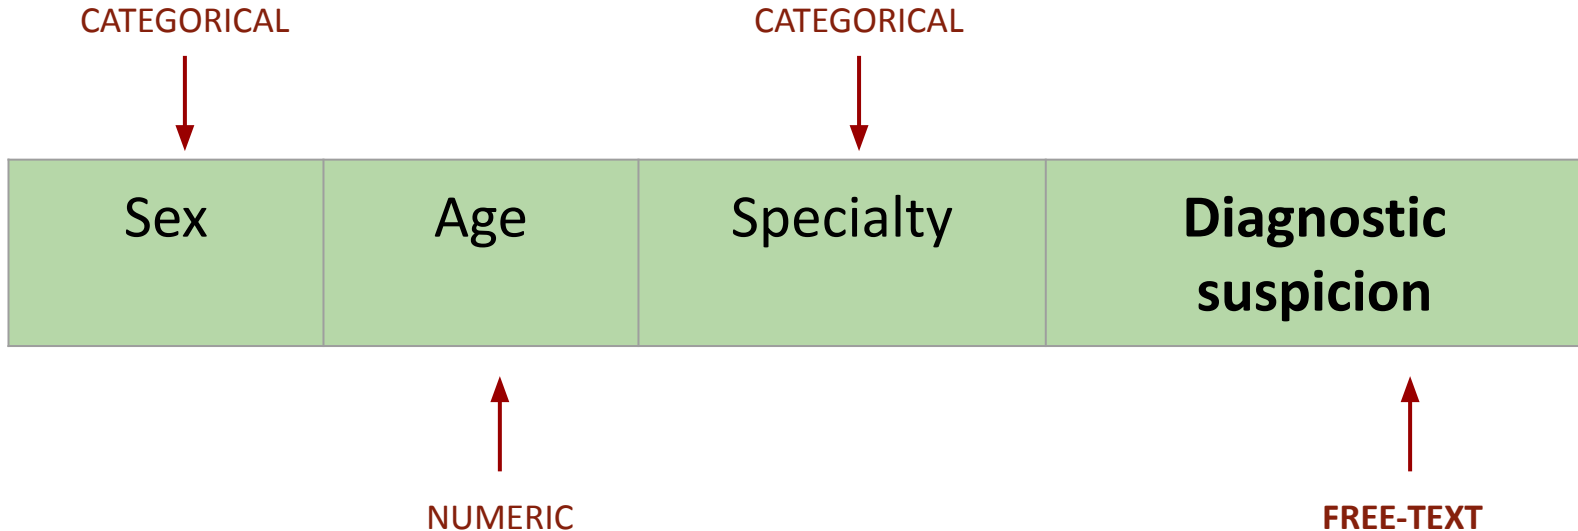 CATEGORICAL
CATEGORICAL
Sex
Age
Specialty
Diagnostic
suspicion
NUMERIC
FREE-TEXT